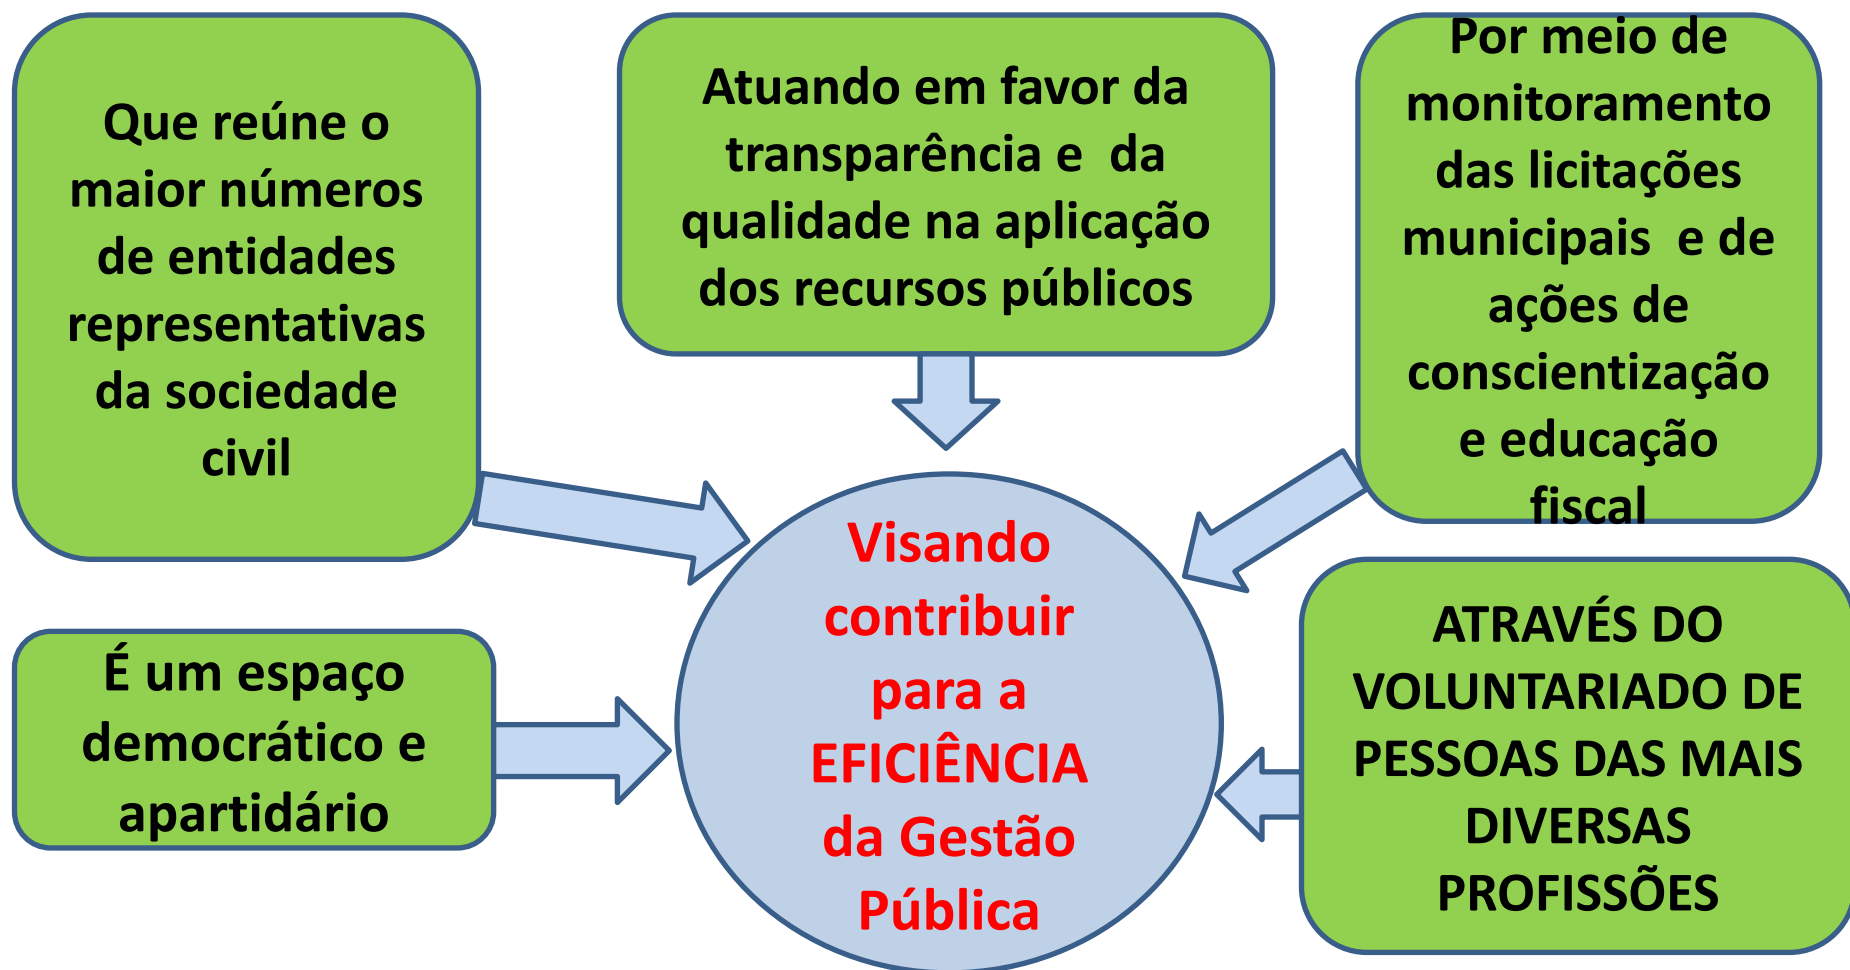 Que reúne o
maior números
de entidades
representativas
da sociedade
civil
Atuando em favor da
transparência e  da
qualidade na aplicação
dos recursos públicos
Por meio de
monitoramento
das licitações
municipais  e de
ações de
conscientização
e educação
fiscal
É um espaço
democrático e
apartidário
Visando
contribuir
para a
EFICIÊNCIA
da Gestão
Pública
ATRAVÉS DO
VOLUNTARIADO DE
PESSOAS DAS MAIS
DIVERSAS
PROFISSÕES